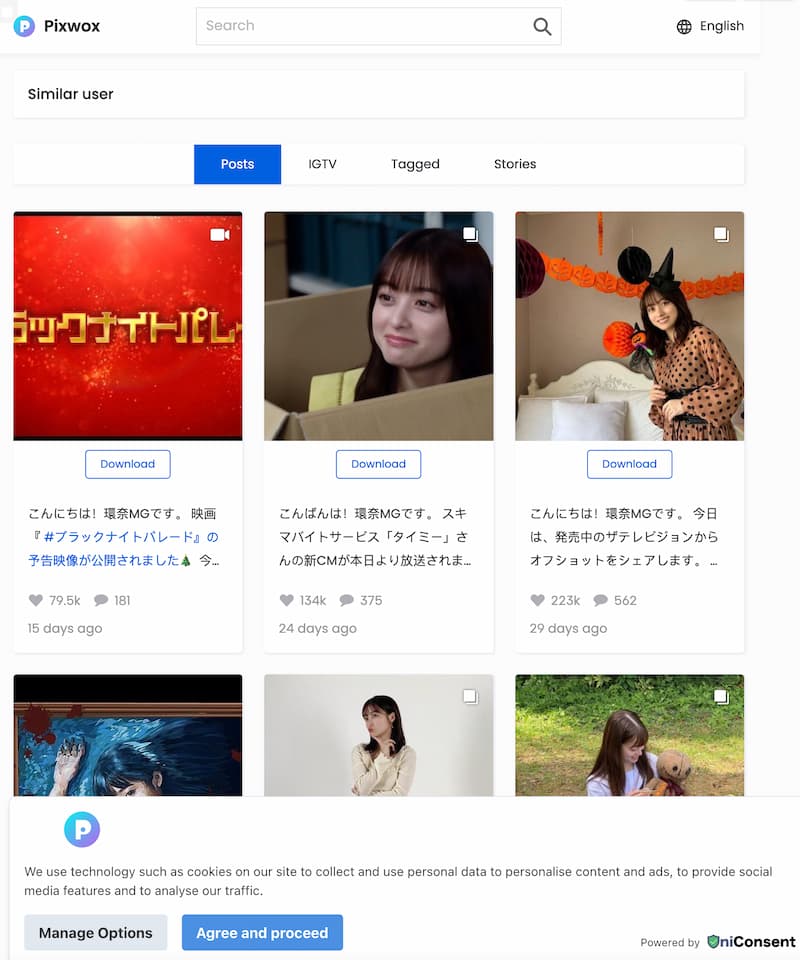 Pixwox
Search
English
Similar user
Posts
IGTV
Tagged
Stories
ラックナイトパレ
Download
Download
Download
こんにちは！環奈MGです。 映画
『 #ブラックナイトパレード』の
予告映像が公開されました🎄 今...
こんばんは！環奈MGです。 スキ
マバイトサービス「タイミー」さ
んの新CMが本日より放送されま...
こんにちは！環奈MGです。 今日
は、発売中のザテレビジョンから
オフショットをシェアします。 ...
79.5k 181
134k 375
223k 562
15 days ago
24 days ago
29 days ago
We use technology such as cookies on our site to collect and use personal data to personalise content and ads, to provide social
media features and to analyse our traffic.
Manage Options
Agree and proceed
Powered by UniConsent